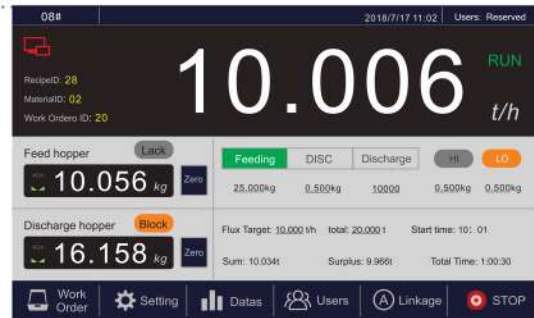 08# 2018/7/17 11:02 Users: Reserved
RecipeID: 28
MaterialID: 02
Work Orders ID: 20
10.006
RUN
t/h
Feed hopper Lack
10.056 kg Zero
Feeding DISC Discharge HI LO
25.000kg 0.500kg 10000 0.500kg 0.500kg
Discharge hopper Block
16.158 kg Zero
Flux Target: 10.000 t/h total: 20.000 t Start time: 10: 01
Sum: 10.034t Surplus: 9.966t Total Time: 1:00:30
Work Order Setting Datas Users Linkage STOP